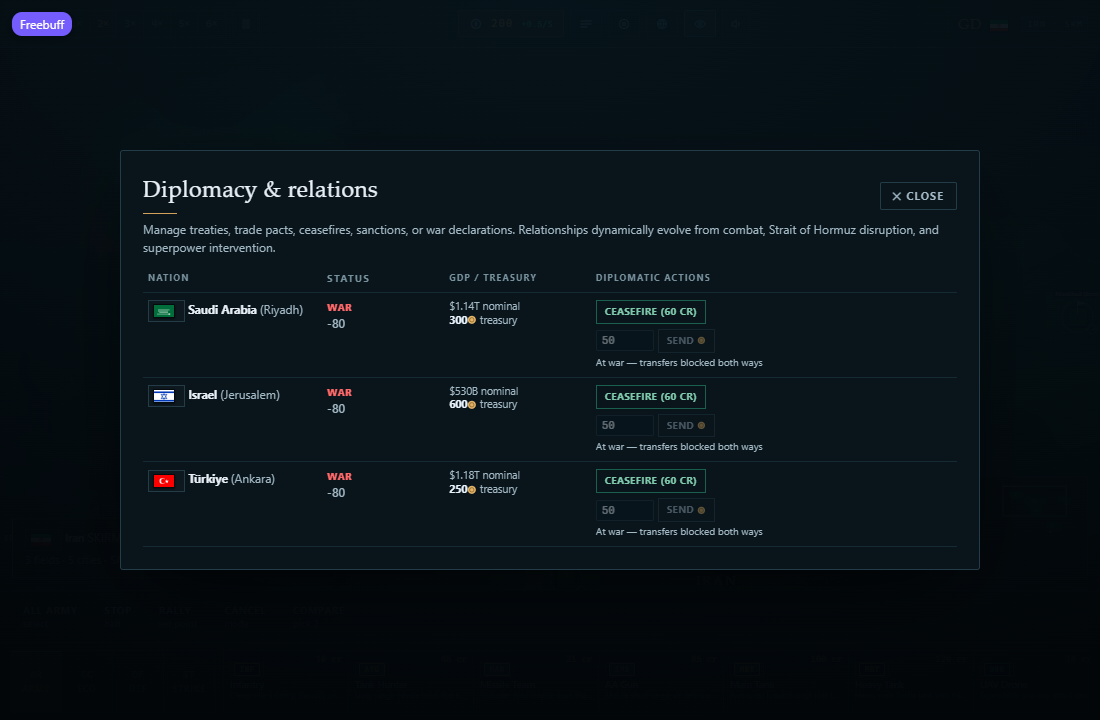 Freebuff
Diplomacy & relations
✕ CLOSE
Manage treaties, trade pacts, ceasefires, sanctions, or war declarations. Relationships dynamically evolve from combat, Strait of Hormuz disruption, and
superpower intervention.
NATION STATUS GDP / TREASURY DIPLOMATIC ACTIONS
Saudi Arabia (Riyadh) WAR $1.14T nominal CEASEFIRE (60 CR)
-80 300 treasury
50 SEND
At war — transfers blocked both ways
Israel (Jerusalem) WAR $530B nominal CEASEFIRE (60 CR)
-80 600 treasury
50 SEND
At war — transfers blocked both ways
Türkiye (Ankara) WAR $1.18T nominal CEASEFIRE (60 CR)
-80 250 treasury
50 SEND
At war — transfers blocked both ways